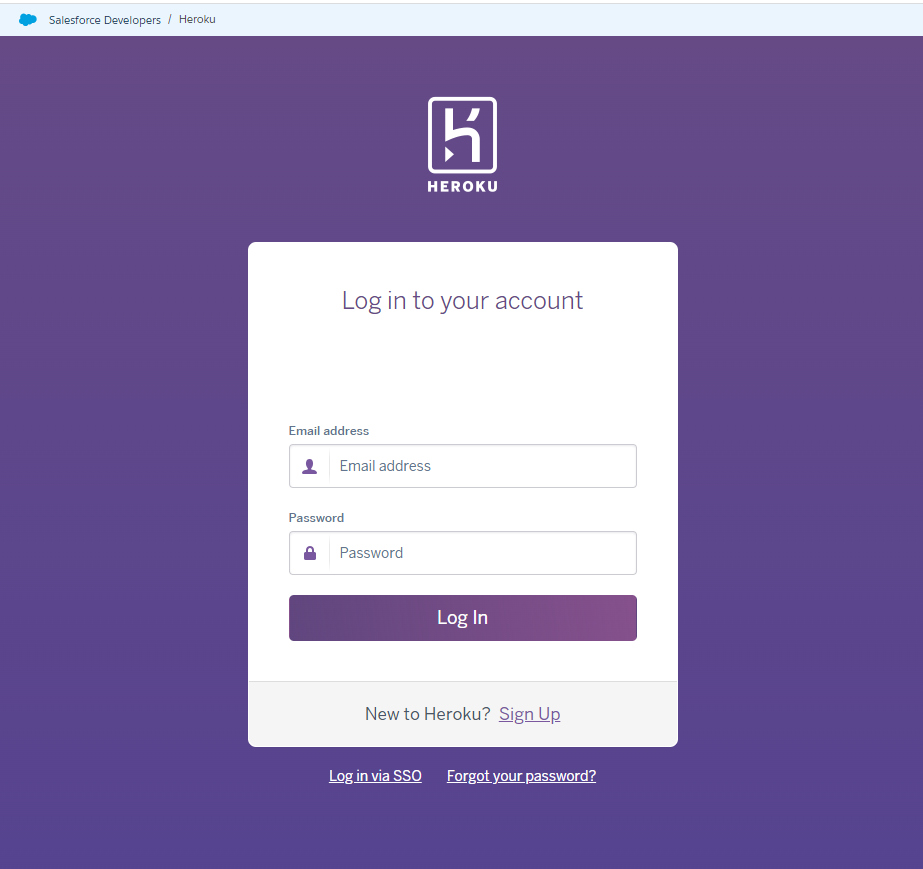 Salesforce Developers / Heroku
HEROKU
Log in to your account
Email address
Email address
Password
Password
Log In
New to Heroku? Sign Up
Log in via SSO Forgot your password?